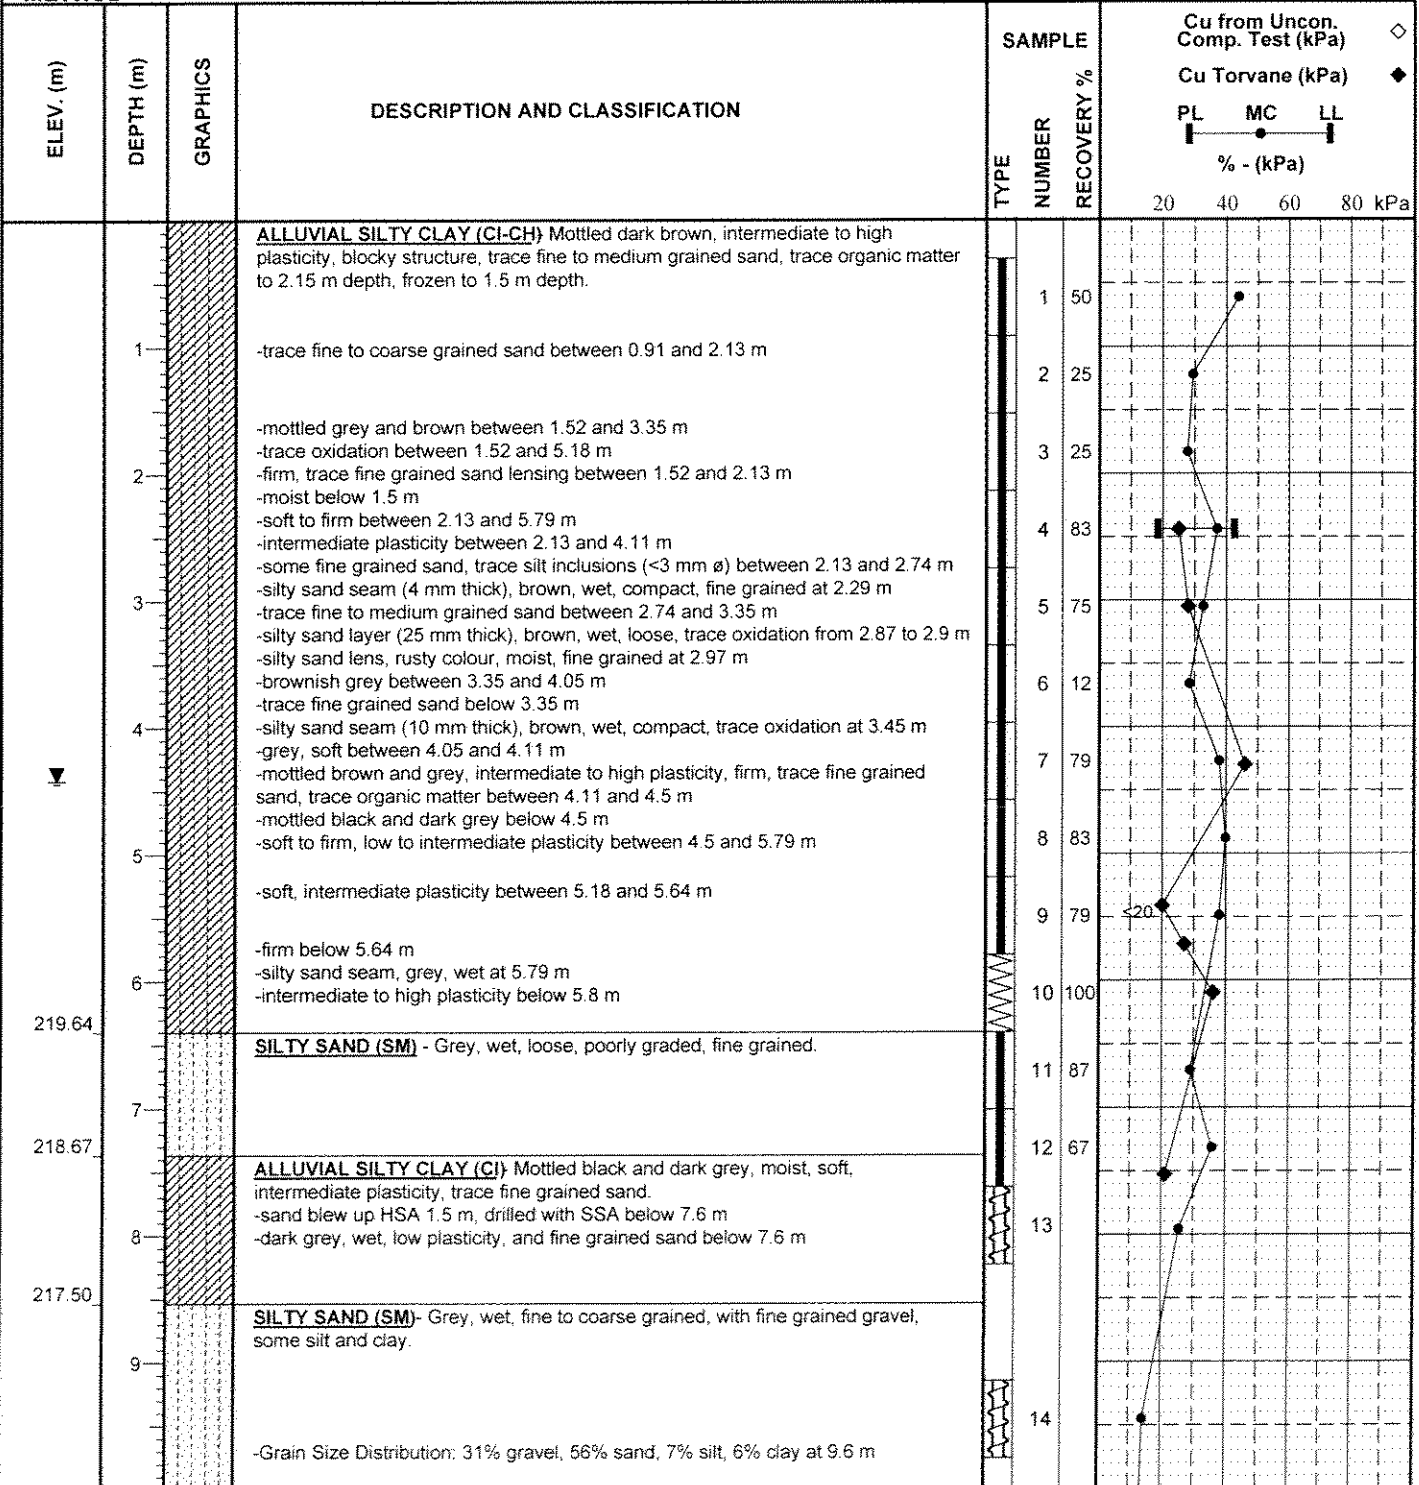 ELEV. (m)
DEPTH (m)
GRAPHICS
DESCRIPTION AND CLASSIFICATION
SAMPLE
TYPE
NUMBER
RECOVERY %
Cu from Uncon.
Comp. Test (kPa)
Cu Torvane (kPa)
PL MC LL
% - (kPa)
20 40 60 80 kPa
ALLUVIAL SILTY CLAY (CI-CH) Mottled dark brown, intermediate to high
plasticity, blocky structure, trace fine to medium grained sand, trace organic matter
to 2.15 m depth, frozen to 1.5 m depth.
1 50
1
-trace fine to coarse grained sand between 0.91 and 2.13 m
2 25
-mottled grey and brown between 1.52 and 3.35 m
-trace oxidation between 1.52 and 5.18 m
3 25
2
-firm, trace fine grained sand lensing between 1.52 and 2.13 m
-moist below 1.5 m
-soft to firm between 2.13 and 5.79 m
4 83
-intermediate plasticity between 2.13 and 4.11 m
-some fine grained sand, trace silt inclusions (<3 mm ø) between 2.13 and 2.74 m
-silty sand seam (4 mm thick), brown, wet, compact, fine grained at 2.29 m
3
5 75
-trace fine to medium grained sand between 2.74 and 3.35 m
-silty sand layer (25 mm thick), brown, wet, loose, trace oxidation from 2.87 to 2.9 m
-silty sand lens, rusty colour, moist, fine grained at 2.97 m
-brownish grey between 3.35 and 4.05 m
6 12
-trace fine grained sand below 3.35 m
4
-silty sand seam (10 mm thick), brown, wet, compact, trace oxidation at 3.45 m
-grey, soft between 4.05 and 4.11 m
7 79
-mottled brown and grey, intermediate to high plasticity, firm, trace fine grained
sand, trace organic matter between 4.11 and 4.5 m
-mottled black and dark grey below 4.5 m
-soft to firm, low to intermediate plasticity between 4.5 and 5.79 m
8 83
5
-soft, intermediate plasticity between 5.18 and 5.64 m
9 79
<20
-firm below 5.64 m
-silty sand seam, grey, wet at 5.79 m
6
-intermediate to high plasticity below 5.8 m
10 100
219.64
SILTY SAND (SM) - Grey, wet, loose, poorly graded, fine grained.
11 87
7
218.67
12 67
ALLUVIAL SILTY CLAY (CI) Mottled black and dark grey, moist, soft,
intermediate plasticity, trace fine grained sand.
-sand blew up HSA 1.5 m, drilled with SSA below 7.6 m
13
8
-dark grey, wet, low plasticity, and fine grained sand below 7.6 m
217.50
SILTY SAND (SM)- Grey, wet, fine to coarse grained, with fine grained gravel,
some silt and clay.
9
14
-Grain Size Distribution: 31% gravel, 56% sand, 7% silt, 6% clay at 9.6 m